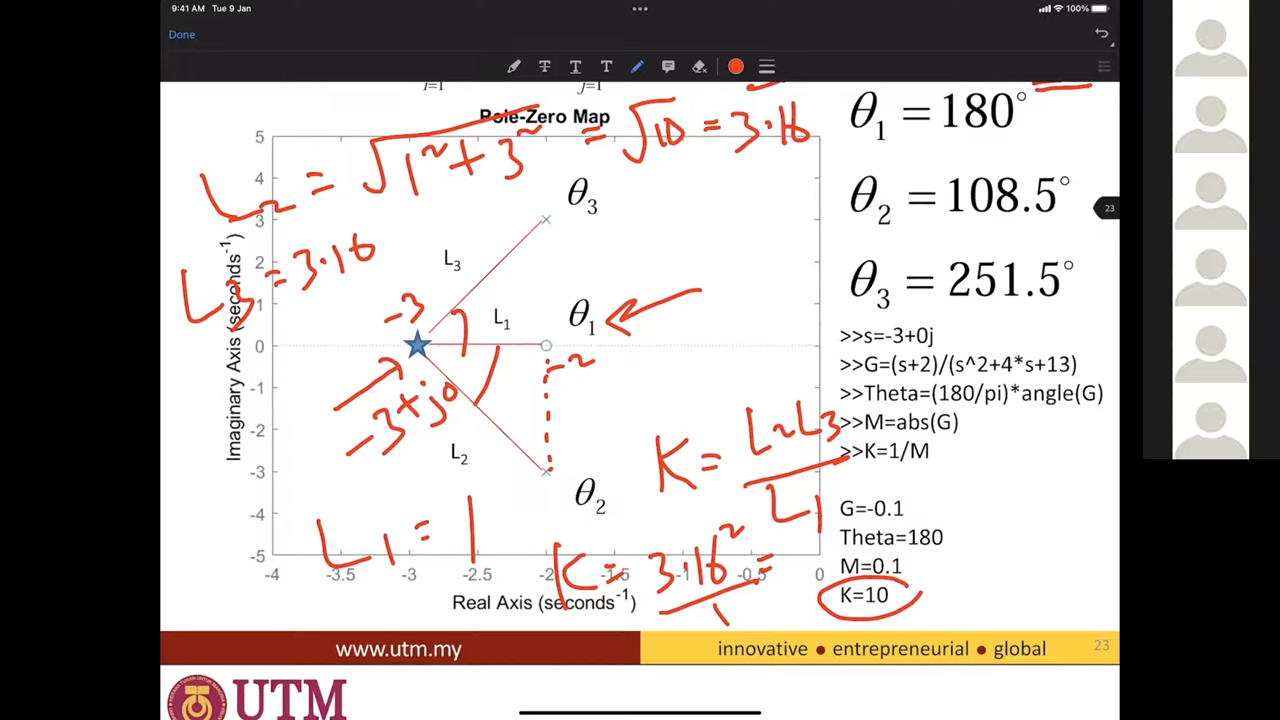 9:41 AM Tue 9 Jan
100%
Done
i=1
j=1
Pole-Zero Map
L2 = √1² + 3² = √10 = 3.16
L3 = 3.16
θ₁ = 180°
θ₂ = 108.5°
θ₃ = 251.5°
23
5
4
3
2
1
0
-1
-2
-3
-4
-5
Imaginary Axis (seconds⁻¹)
θ₃
L₃
-3
L₁
θ₁
-2
-3+j0
L₂
θ₂
L1 = 1
K = L2L3 / L1
K = 3.16² / 1 =
-4
-3.5
-3
-2.5
-2
-1.5
-1
-0.5
0
Real Axis (seconds⁻¹)
>>s=-3+0j
>>G=(s+2)/(s^2+4*s+13)
>>Theta=(180/pi)*angle(G)
>>M=abs(G)
>>K=1/M
G=-0.1
Theta=180
M=0.1
K=10
www.utm.my
innovative ● entrepreneurial ● global
23
UTM